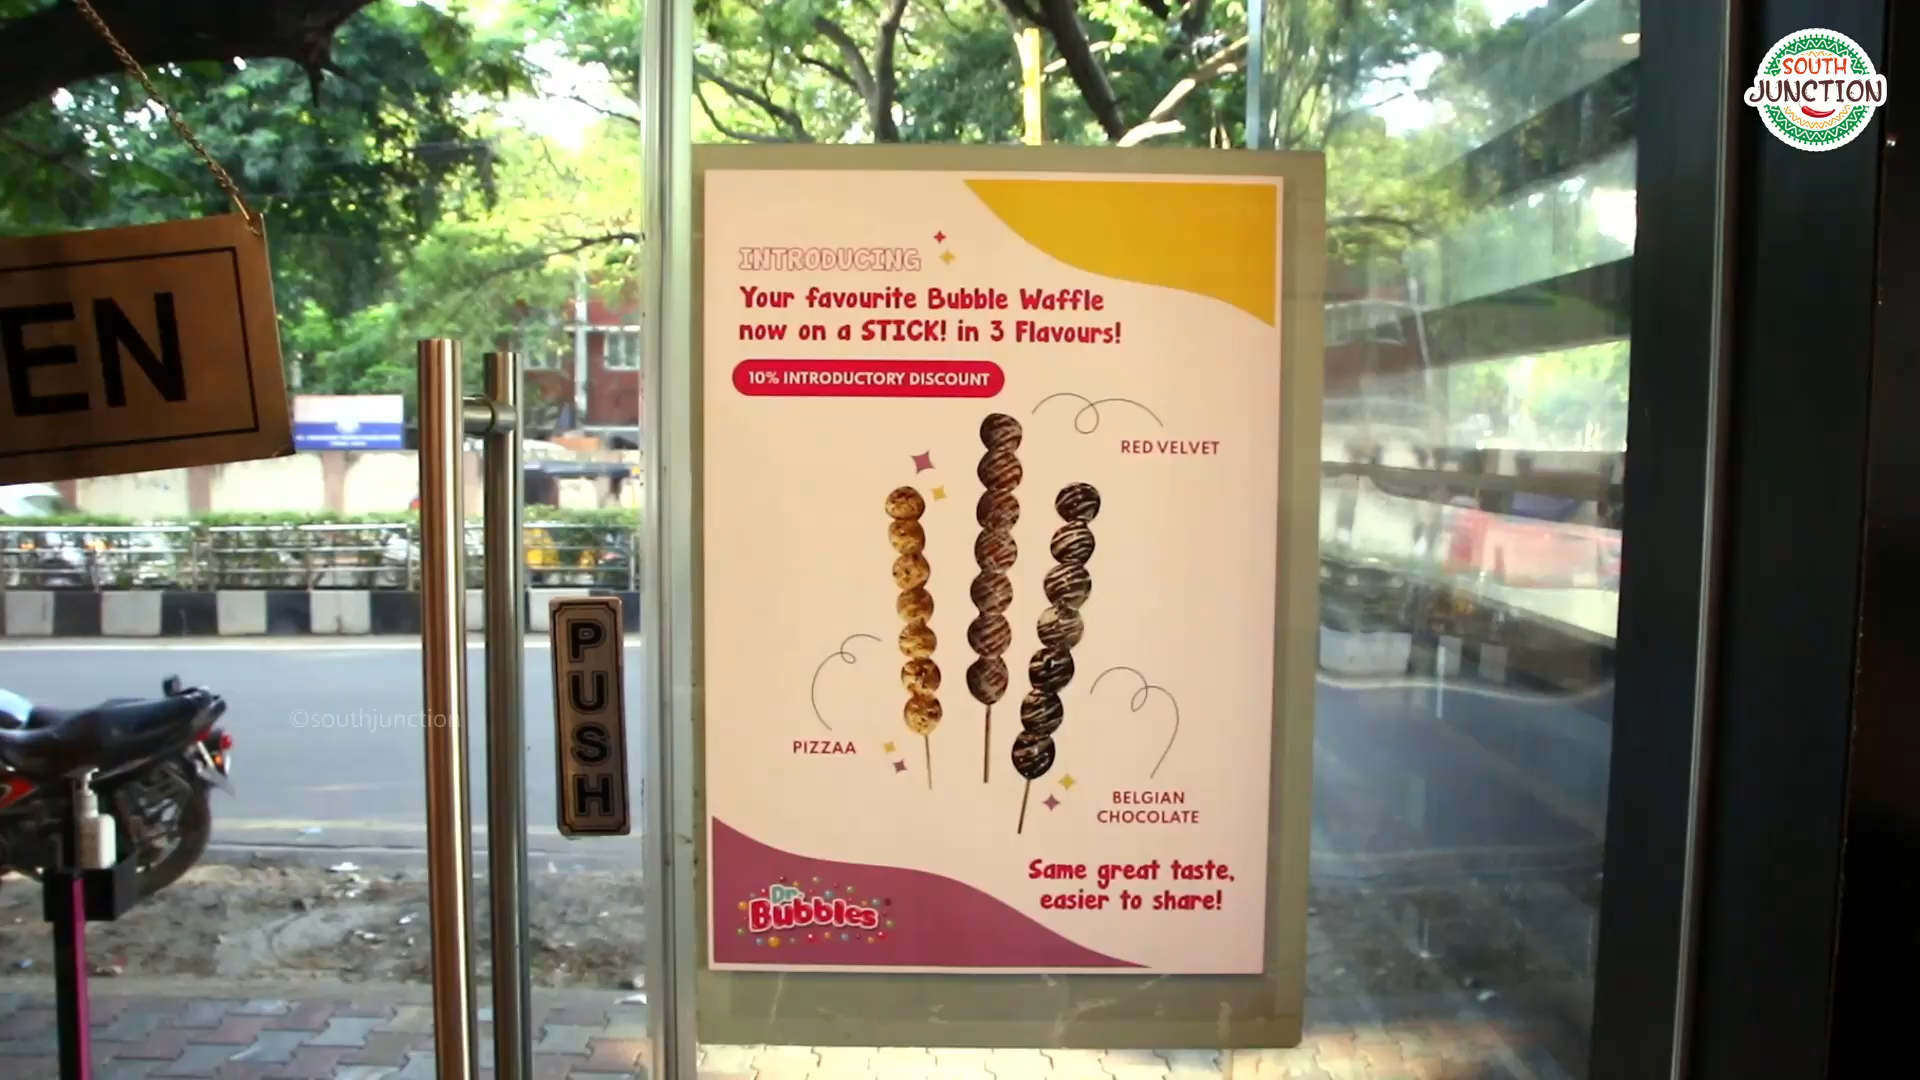 SOUTH
JUNCTION
EN
INTRODUCING
Your favourite Bubble Waffle
now on a STICK! in 3 Flavours!
10% INTRODUCTORY DISCOUNT
RED VELVET
PIZZAA
BELGIAN
CHOCOLATE
Same great taste,
easier to share!
Dr.
Bubbles
PUSH
©southjunction